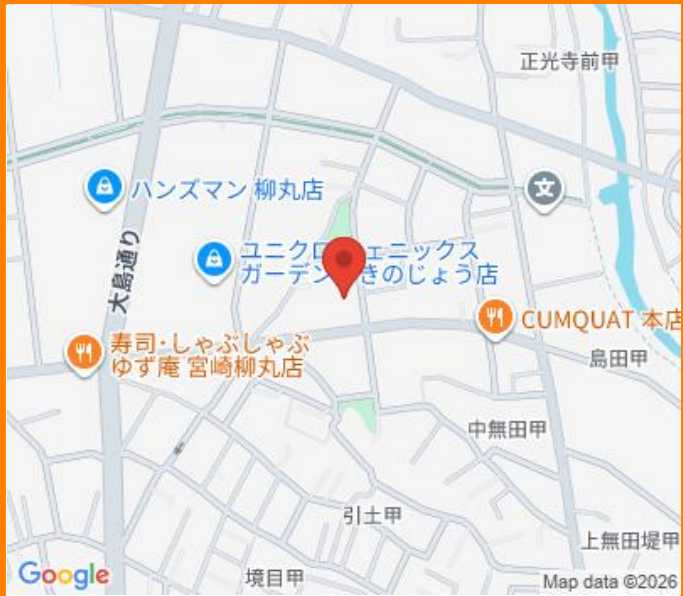 正光寺前甲
文
ハンズマン 柳丸店
大島通り
ユニクロ
ェニックス
ガーデン
きのじょう店
CUMQUAT 本店
寿司・しゃぶしゃぶ
ゆず庵 宮崎柳丸店
島田甲
中無田甲
引土甲
上無田堤甲
境目甲
Google
Map data ©2026